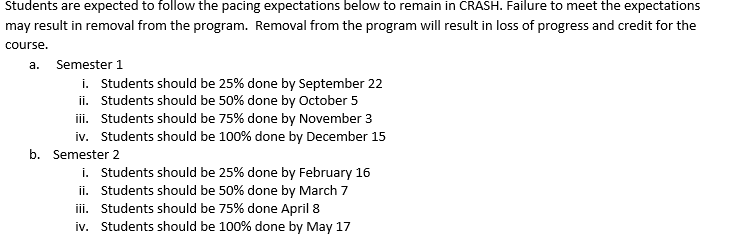 Students are expected to follow the pacing expectations below to remain in CRASH. Failure to meet the expectations
may result in removal from the program.  Removal from the program will result in loss of progress and credit for the
course.
a. Semester 1
i. Students should be 25% done by September 22
ii. Students should be 50% done by October 5
iii. Students should be 75% done by November 3
iv. Students should be 100% done by December 15
b. Semester 2
i. Students should be 25% done by February 16
ii. Students should be 50% done by March 7
iii. Students should be 75% done April 8
iv. Students should be 100% done by May 17